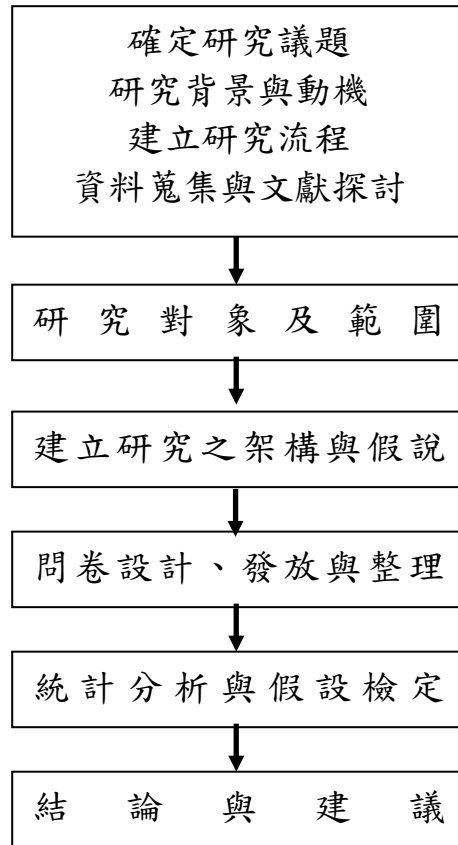 確定研究議題
研究背景與動機
建立研究流程
資料蒐集與文獻探討
研究對象及範圍
建立研究之架構與假說
問卷設計、發放與整理
統計分析與假設檢定
結論與建議